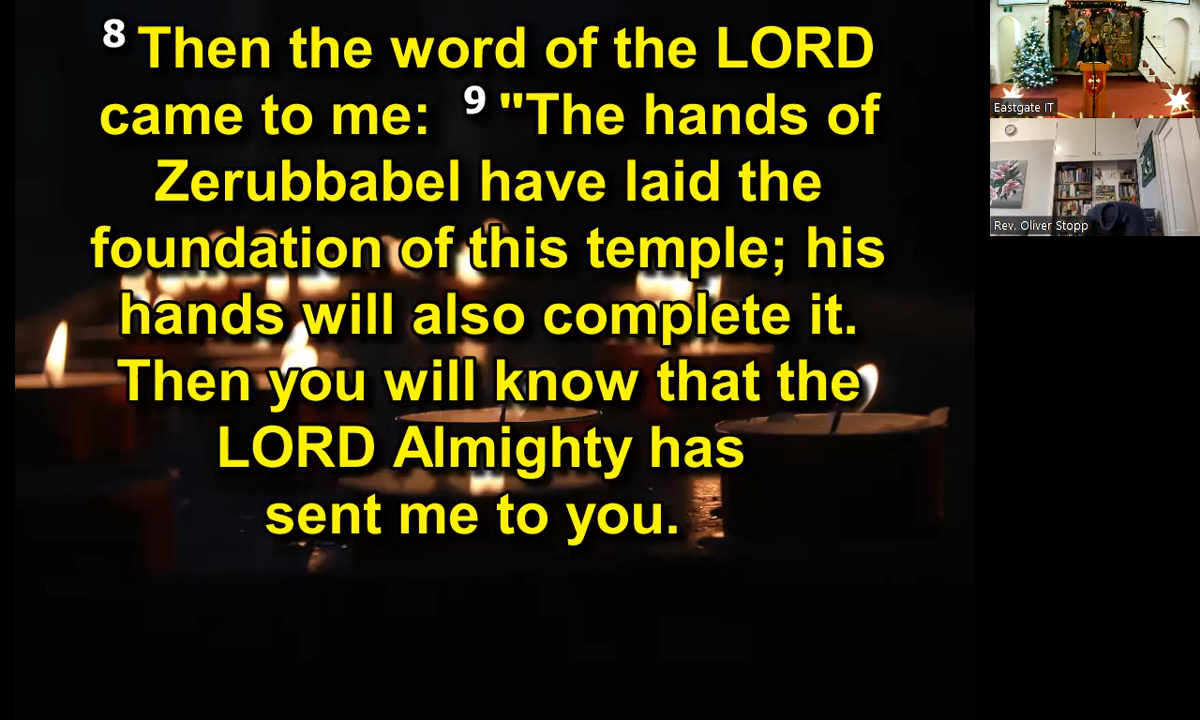 8 Then the word of the LORD
came to me: 9 "The hands of
Zerubbabel have laid the
foundation of this temple; his
hands will also complete it.
Then you will know that the
LORD Almighty has
sent me to you.
Eastgate IT
Rev. Oliver Stopp